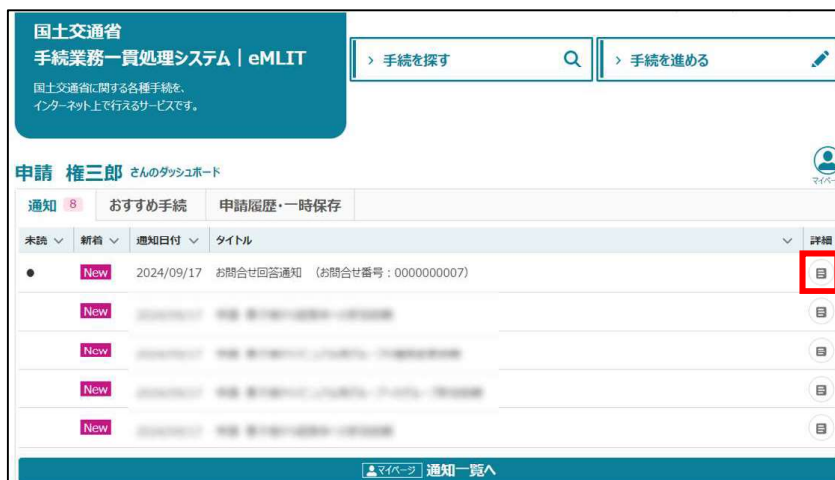 国土交通省
手続業務一貫処理システム｜eMLIT
国土交通省に関する各種手続を、
インターネット上で行えるサービスです。
› 手続を探す
› 手続を進める
申請 権三郎 さんのダッシュボード
マイペー
通知 8 おすすめ手続 申請履歴・一時保存
未読 新着 通知日付 タイトル 詳細
● New 2024/09/17 お問合せ回答通知 （お問合せ番号：0000000007）
New
New
New
New
マイページ 通知一覧へ